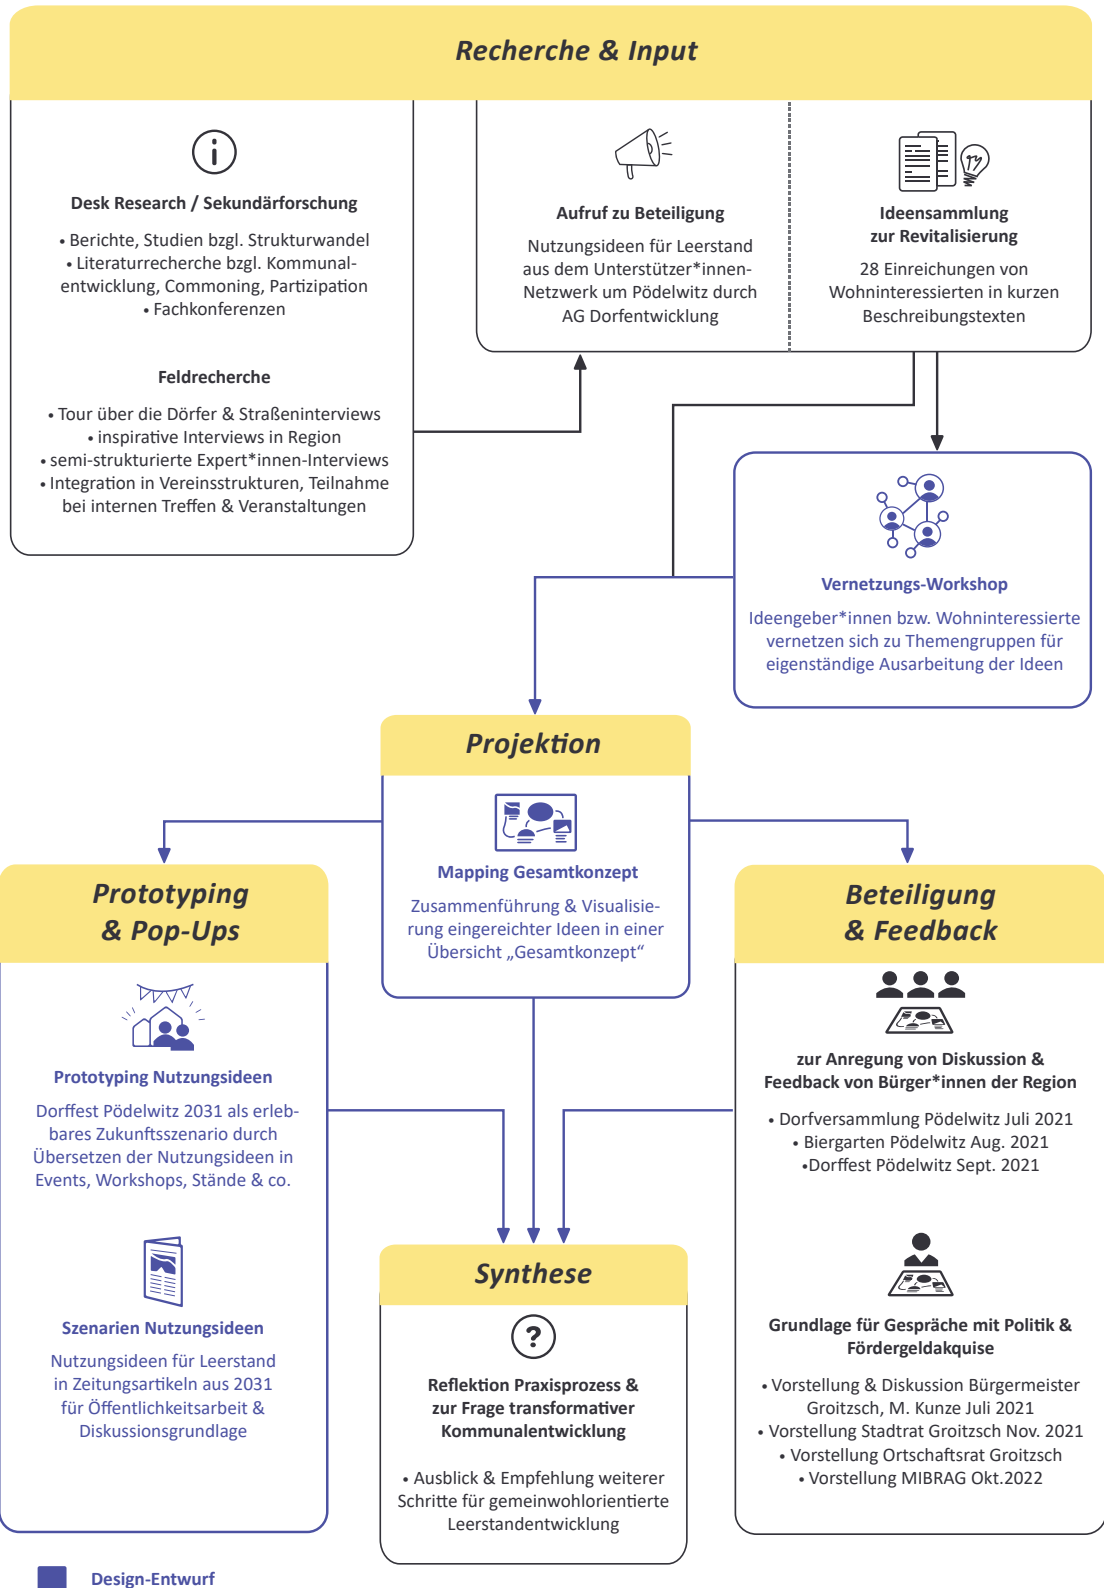 Recherche & Input
Desk Research / Sekundärforschung
• Berichte, Studien bzgl. Strukturwandel
• Literaturrecherche bzgl. Kommunal-
entwicklung, Commoning, Partizipation
• Fachkonferenzen
Feldrecherche
• Tour über die Dörfer & Straßeninterviews
• inspirative Interviews in Region
• semi-strukturierte Expert*innen-Interviews
• Integration in Vereinsstrukturen, Teilnahme
bei internen Treffen & Veranstaltungen
Aufruf zu Beteiligung
Nutzungsideen für Leerstand
aus dem Unterstützer*innen-
Netzwerk um Pödelwitz durch
AG Dorfentwicklung
Ideensammlung
zur Revitalisierung
28 Einreichungen von
Wohninteressierten in kurzen
Beschreibungstexten
Vernetzungs-Workshop
Ideengeber*innen bzw. Wohninteressierte
vernetzen sich zu Themengruppen für
eigenständige Ausarbeitung der Ideen
Projektion
Mapping Gesamtkonzept
Zusammenführung & Visualisie-
rung eingereichter Ideen in einer
Übersicht „Gesamtkonzept“
Prototyping
& Pop-Ups
Prototyping Nutzungsideen
Dorffest Pödelwitz 2031 als erleb-
bares Zukunftsszenario durch
Übersetzen der Nutzungsideen in
Events, Workshops, Stände & co.
Szenarien Nutzungsideen
Nutzungsideen für Leerstand
in Zeitungsartikeln aus 2031
für Öffentlichkeitsarbeit &
Diskussionsgrundlage
Beteiligung
& Feedback
zur Anregung von Diskussion &
Feedback von Bürger*innen der Region
• Dorfversammlung Pödelwitz Juli 2021
• Biergarten Pödelwitz Aug. 2021
•Dorffest Pödelwitz Sept. 2021
Grundlage für Gespräche mit Politik &
Fördergeldakquise
• Vorstellung & Diskussion Bürgermeister
Groitzsch, M. Kunze Juli 2021
• Vorstellung Stadtrat Groitzsch Nov. 2021
• Vorstellung Ortschaftsrat Groitzsch
• Vorstellung MIBRAG Okt.2022
Synthese
?
Reflektion Praxisprozess &
zur Frage transformativer
Kommunalentwicklung
• Ausblick & Empfehlung weiterer
Schritte für gemeinwohlorientierte
Leerstandentwicklung
Design-Entwurf